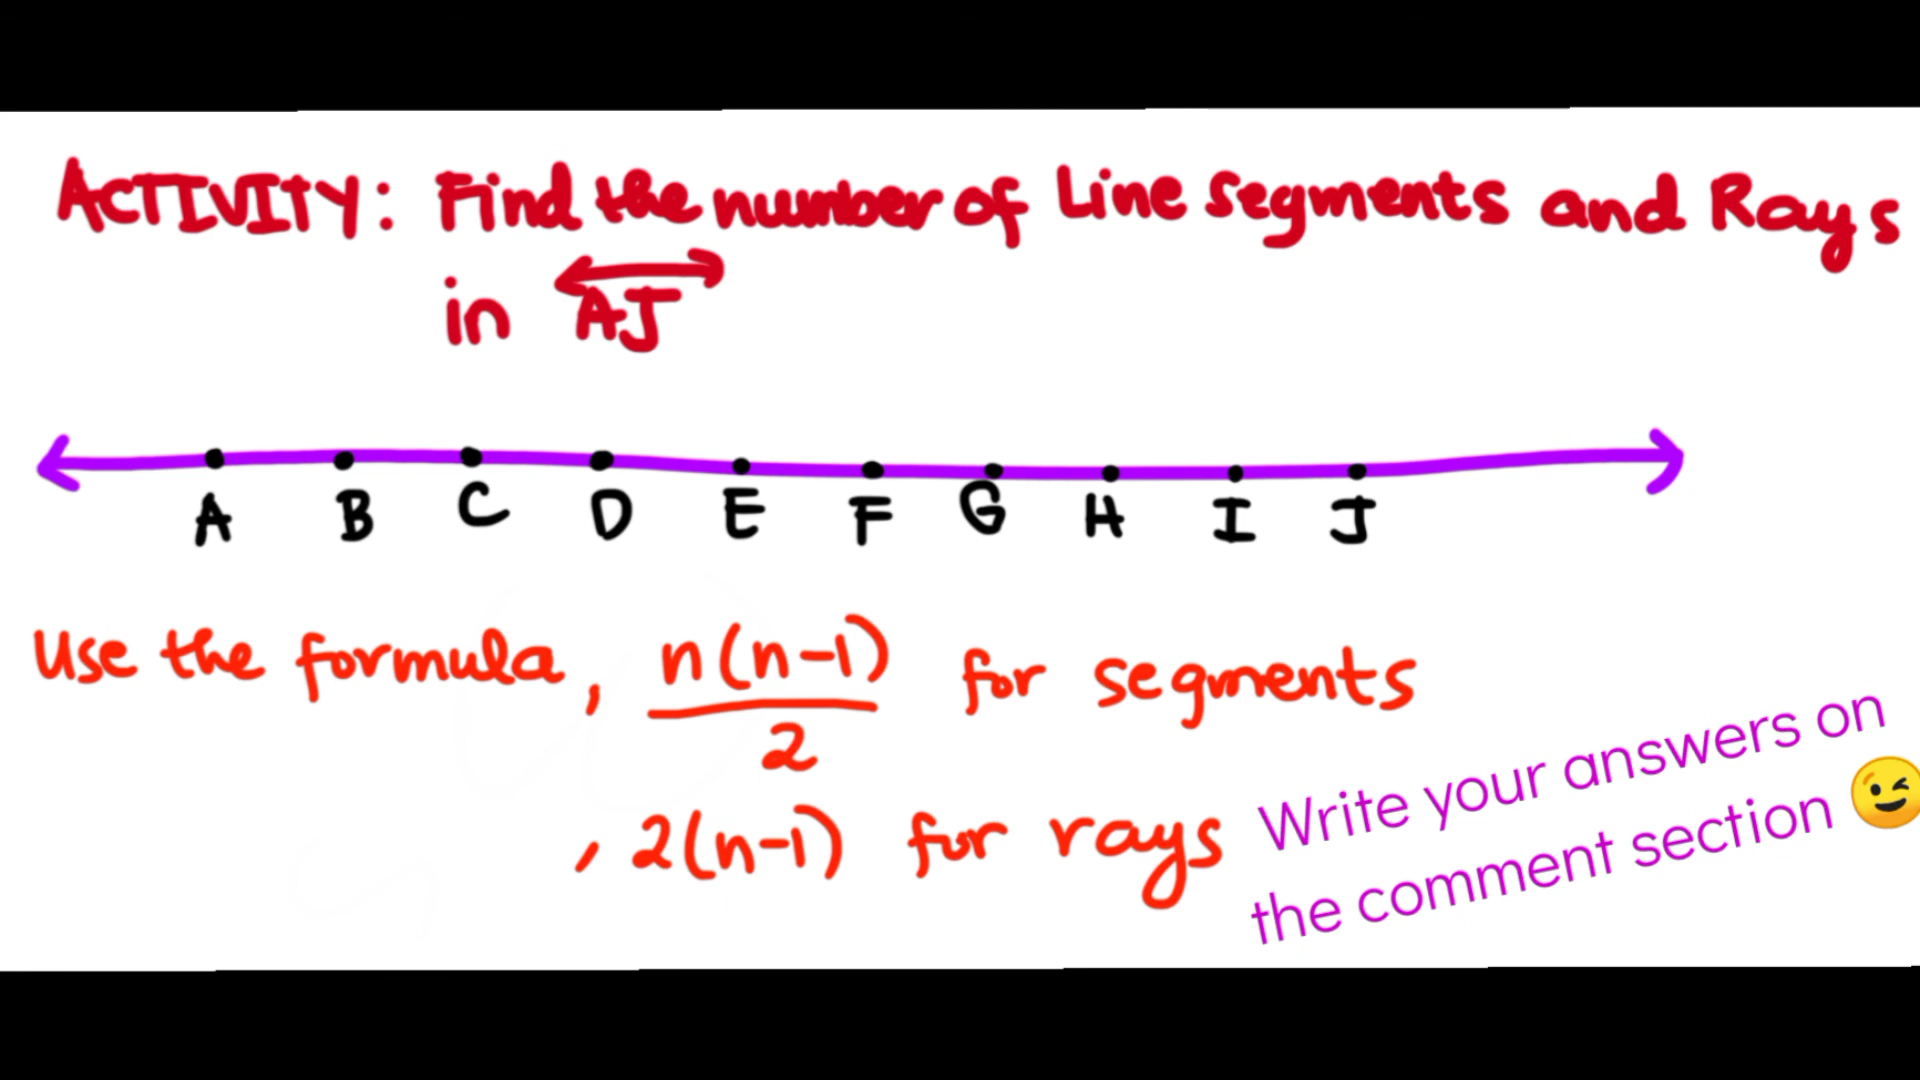 ACTIVITY: Find the number of Line segments and Rays
in AJ
A B C D E F G H I J
Use the formula, n(n-1)/2 for segments
, 2(n-1) for rays
Write your answers on
the comment section 😉